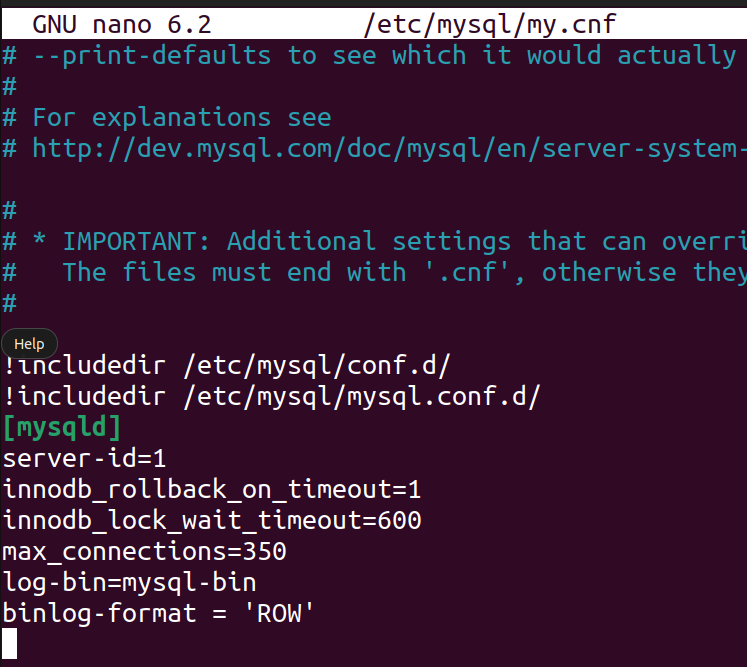 GNU nano 6.2 /etc/mysql/my.cnf
# --print-defaults to see which it would actually
#
# For explanations see
# http://dev.mysql.com/doc/mysql/en/server-system-
#
# * IMPORTANT: Additional settings that can overri
#   The files must end with '.cnf', otherwise they
#
Help
!includedir /etc/mysql/conf.d/
!includedir /etc/mysql/mysql.conf.d/
[mysqld]
server-id=1
innodb_rollback_on_timeout=1
innodb_lock_wait_timeout=600
max_connections=350
log-bin=mysql-bin
binlog-format = 'ROW'